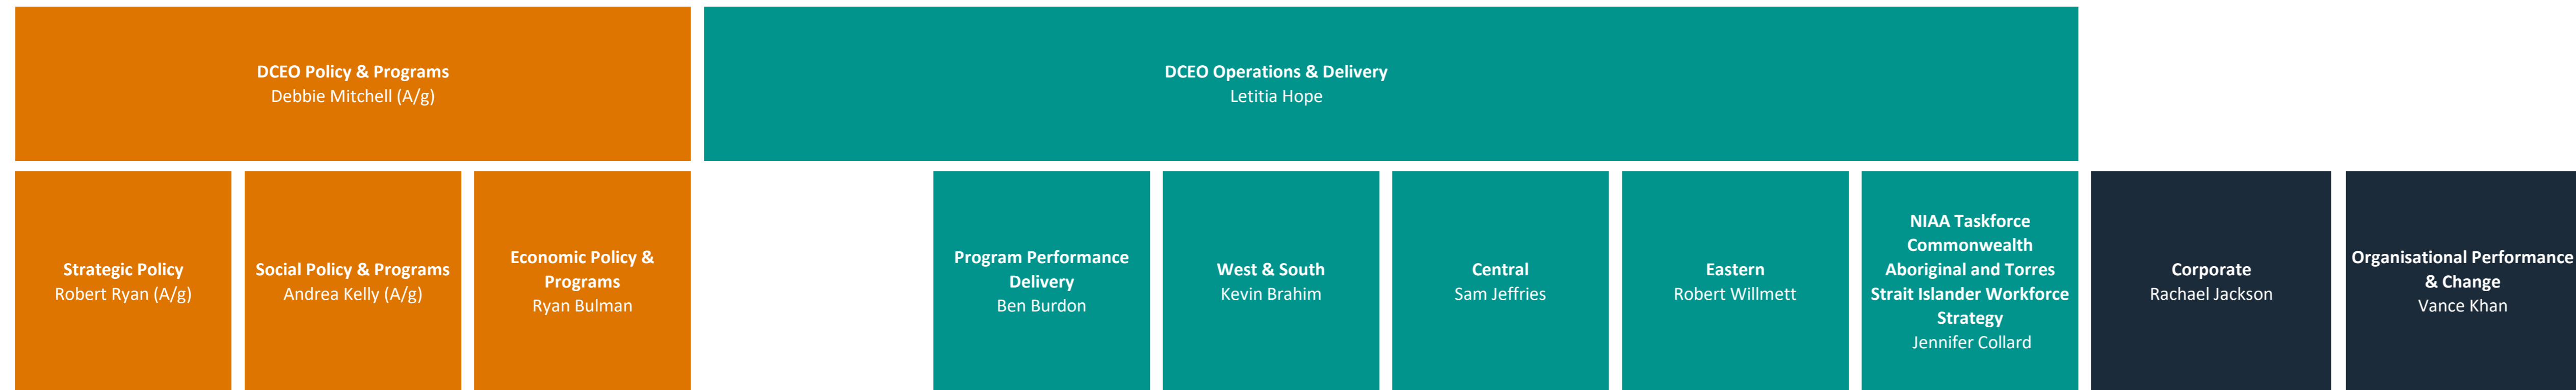 DCEO Policy & Programs
Debbie Mitchell (A/g)
DCEO Operations & Delivery
Letitia Hope
Strategic Policy
Robert Ryan (A/g)
Social Policy & Programs
Andrea Kelly (A/g)
Economic Policy &
Programs
Ryan Bulman
Program Performance
Delivery
Ben Burdon
West & South
Kevin Brahim
Central
Sam Jeffries
Eastern
Robert Willmett
NIAA Taskforce
Commonwealth
Aboriginal and Torres
Strait Islander Workforce
Strategy
Jennifer Collard
Corporate
Rachael Jackson
Organisational Performance
& Change
Vance Khan